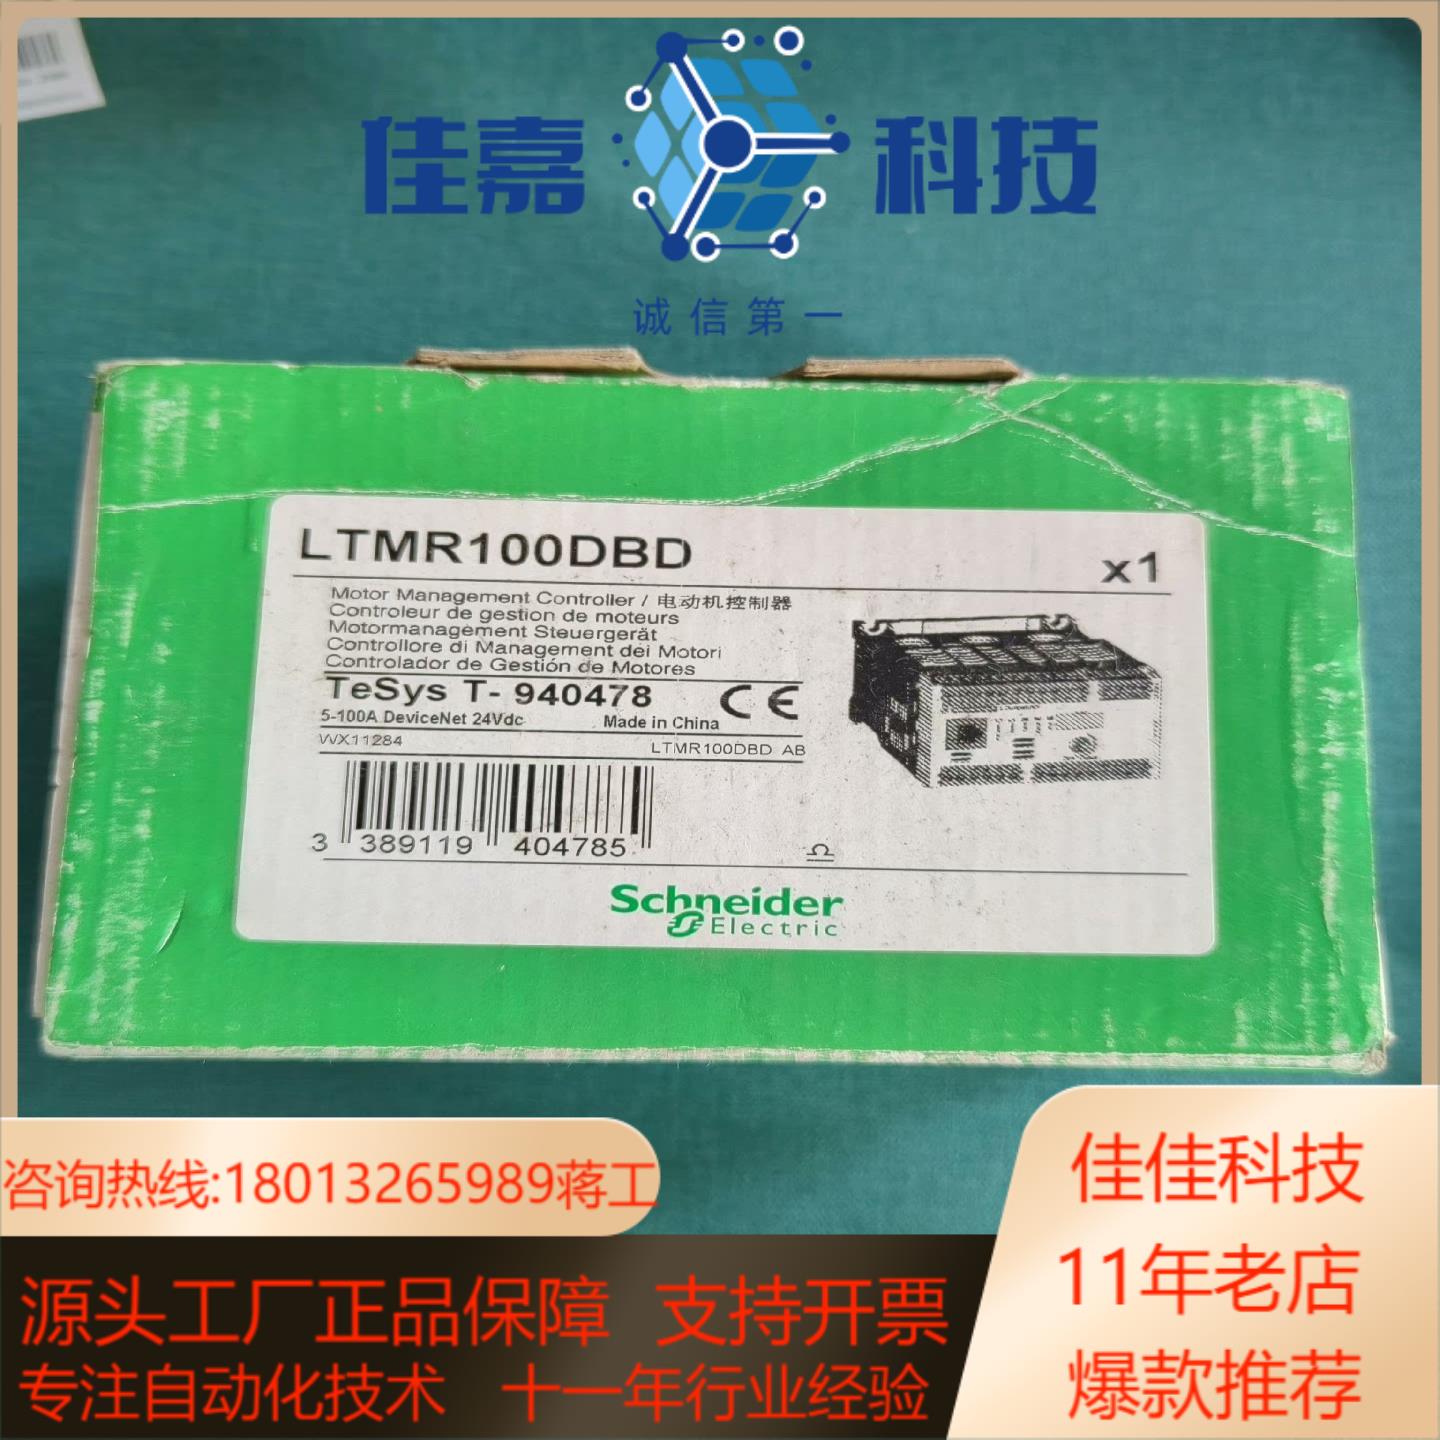 佳嘉 科技
诚信第一
LTMR100DBD
x1
Motor Management Controller / 电动机控制器
Controleur de gestion de moteurs
Motormanagement Steuergerät
Controllore di Management dei Motori
Controlador de Gestión de Motores
TeSys T- 940478 CE
5-100A DeviceNet 24Vdc Made in China
WX11284 LTMR100DBD AB
3 389119 404785
Schneider
Electric
咨询热线:18013265989蒋工
源头工厂正品保障 支持开票
专注自动化技术 十一年行业经验
佳佳科技
11年老店
爆款推荐